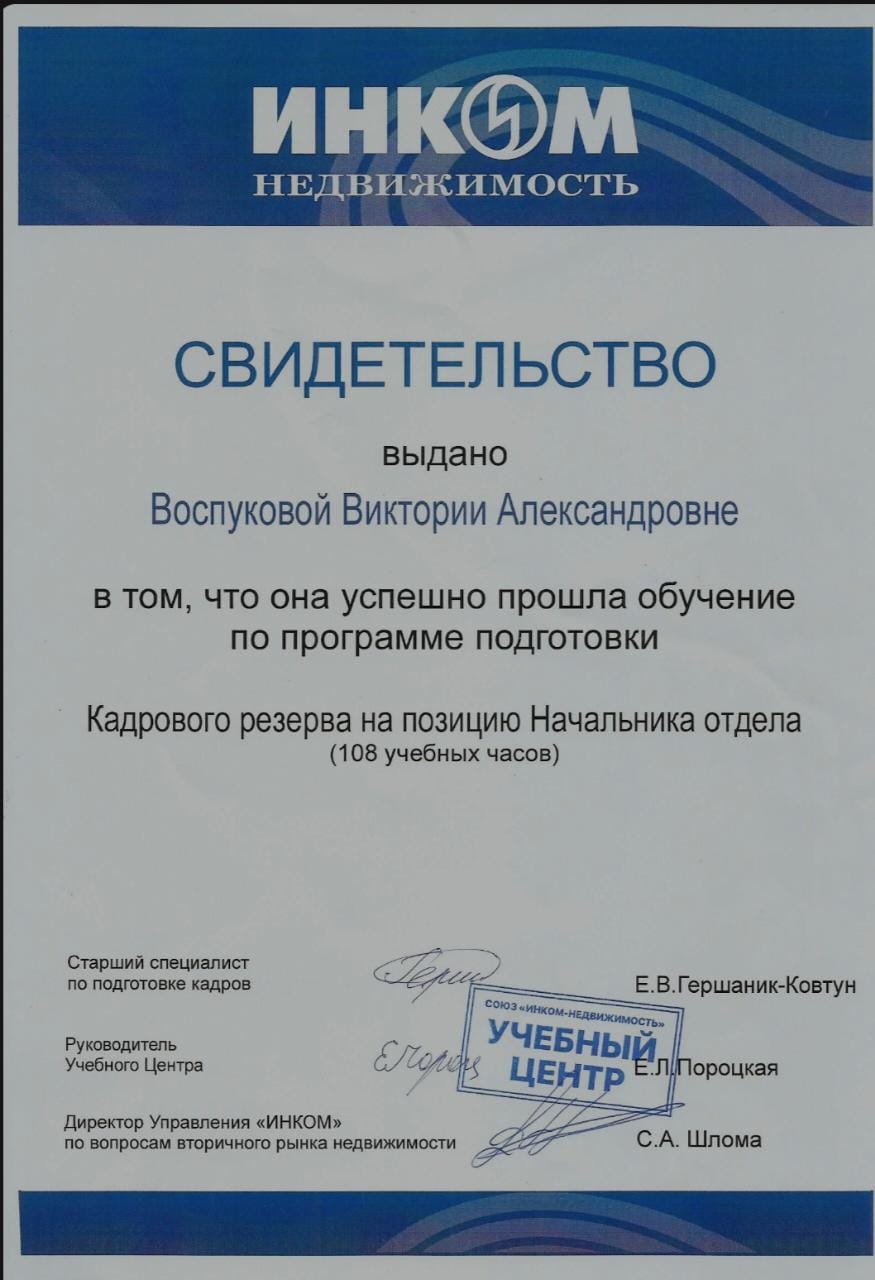 ИНКОМ
НЕДВИЖИМОСТЬ
СВИДЕТЕЛЬСТВО
выдано
Воспуковой Виктории Александровне
в том, что она успешно прошла обучение
по программе подготовки
Кадрового резерва на позицию Начальника отдела
(108 учебных часов)
Старший специалист
по подготовке кадров
Е.В.Гершаник-Ковтун
СОЮЗ «ИНКОМ-НЕДВИЖИМОСТЬ»
УЧЕБНЫЙ
ЦЕНТР
Руководитель
Учебного Центра
Е.Л.Пороцкая
Директор Управления «ИНКОМ»
по вопросам вторичного рынка недвижимости
С.А. Шлома